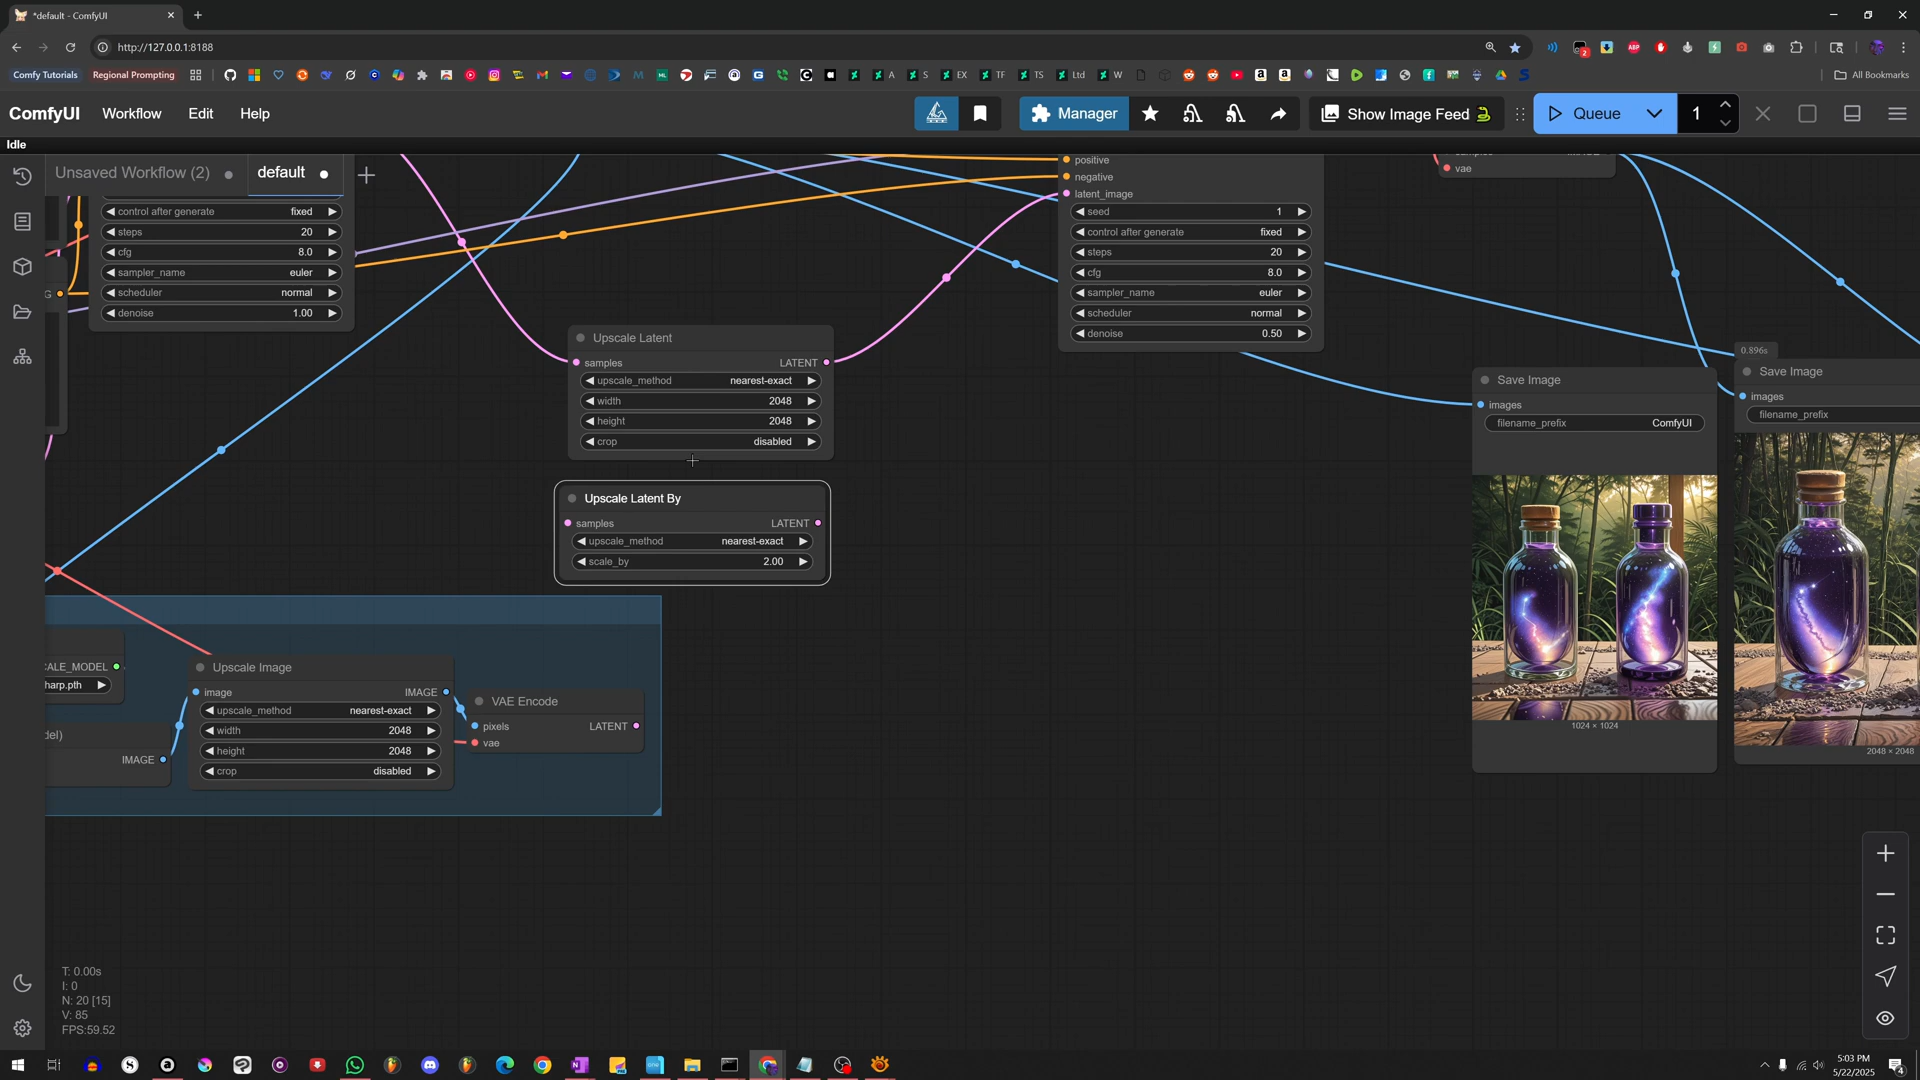 *default - ComfyUI
http://127.0.0.1:8188
Comfy Tutorials
Regional Prompting
A
S
EX
TF
TS
Ltd
W
All Bookmarks
ComfyUI
Workflow
Edit
Help
Manager
Show Image Feed
Queue
1
Idle
Unsaved Workflow (2)
default
control after generate fixed
steps 20
cfg 8.0
sampler_name euler
scheduler normal
denoise 1.00
G
positive
negative
latent_image
seed 1
control after generate fixed
steps 20
cfg 8.0
sampler_name euler
scheduler normal
denoise 0.50
vae
Upscale Latent
samples LATENT
upscale_method nearest-exact
width 2048
height 2048
crop disabled
Upscale Latent By
samples LATENT
upscale_method nearest-exact
scale_by 2.00
CALE_MODEL
harp.pth
del)
IMAGE
Upscale Image
image IMAGE
upscale_method nearest-exact
width 2048
height 2048
crop disabled
VAE Encode
pixels LATENT
vae
Save Image
images
filename_prefix ComfyUI
1024 × 1024
0.896s
Save Image
images
filename_prefix
2048 × 2048
T: 0.00s
I: 0
N: 20 [15]
V: 85
FPS:59.52
5:03 PM
5/22/2025